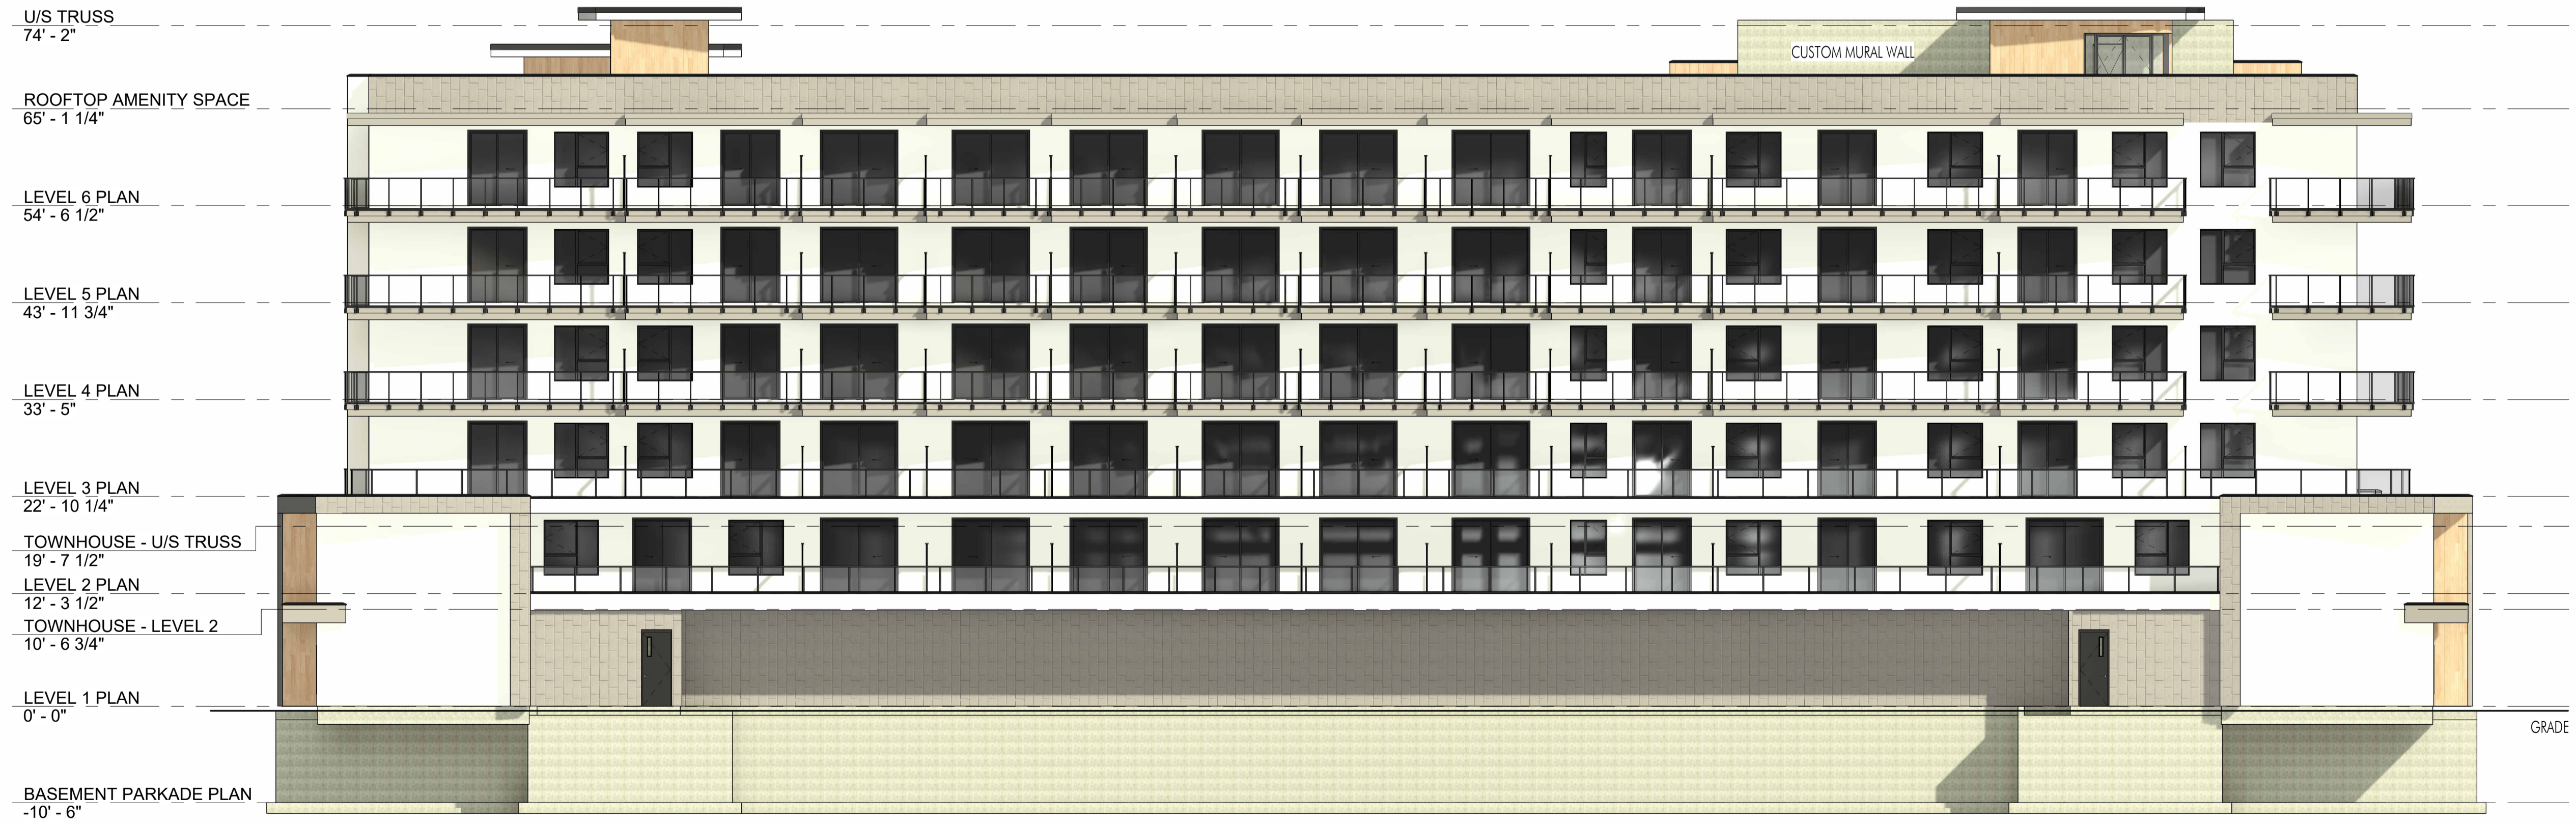 U/S TRUSS
74' - 2"
CUSTOM MURAL WALL
ROOFTOP AMENITY SPACE
65' - 1 1/4"
LEVEL 6 PLAN
54' - 6 1/2"
LEVEL 5 PLAN
43' - 11 3/4"
LEVEL 4 PLAN
33' - 5"
LEVEL 3 PLAN
22' - 10 1/4"
TOWNHOUSE - U/S TRUSS
19' - 7 1/2"
LEVEL 2 PLAN
12' - 3 1/2"
TOWNHOUSE - LEVEL 2
10' - 6 3/4"
LEVEL 1 PLAN
0' - 0"
GRADE
BASEMENT PARKADE PLAN
-10' - 6"